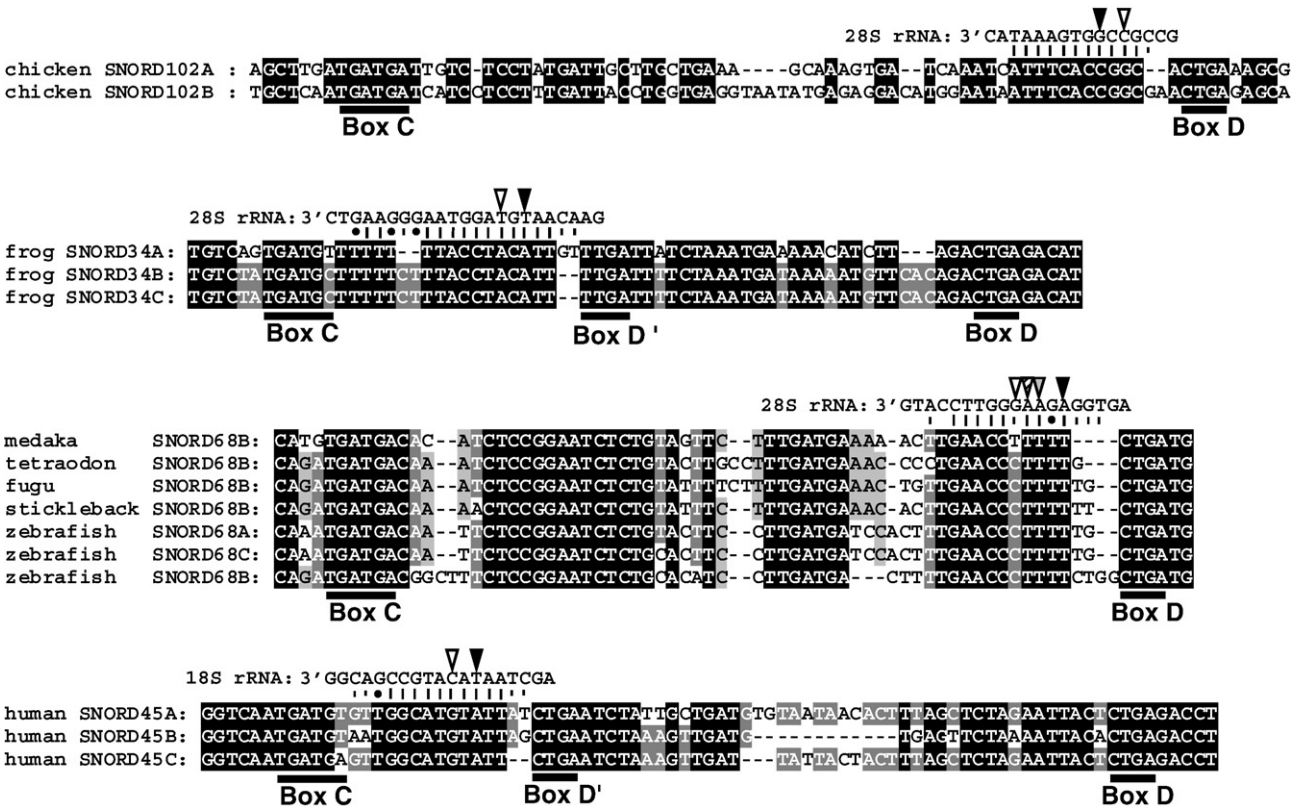 28S rRNA: 3′CATAAAGTGGCCGCCG
chicken SNORD102A : AGCTTGATGATGATTGTC-TCCTATGATTGCTTGCTGAAA----GCAAAGTGA--TCAAATCATTTCACCGGC--ACTGAAAGCG
chicken SNORD102B : TGCTCAATGATGATCATCCTCCTTTGATTACCTGGTGAGGTAATATGAGAGGACATGGAATAATTTCACCGGCGAACTGAGAGCA
Box C Box D
28S rRNA: 3′CTGAAGGGAATGGATGTAACAAG
frog SNORD34A: TGTCAGTGATGTTTTTT--TTACCTACATTGTTTGATTATCTAAATGAAAAACATCTT---AGACTGAGACAT
frog SNORD34B: TGTCTATGATGCTTTTTCTTTACCTACATT--TTGATTTTCTAAATGATAAAAATGTTCACAGACTGAGACAT
frog SNORD34C: TGTCTATGATGCTTTTTCTTTACCTACATT--TTGATTTTCTAAATGATAAAAATGTTCACAGACTGAGACAT
Box C Box D ' Box D
28S rRNA: 3′GTACCTTGGGAAGAGGTGA
medaka SNORD68B: CATGTGATGACAC--ATCTCCGGAATCTCTGTAGTTC--TTTGATGAAAA-ACTTGAACCTTTTT----CTGATG
tetraodon SNORD68B: CAGATGATGACAA--ATCTCCGGAATCTCTGTACTTGCCTTTGATGAAAC-CCCTGAACCCTTTTG---CTGATG
fugu SNORD68B: CAGATGATGACAA--ATCTCCGGAATCTCTGTATTTTCTTTTGATGAAAC-TGTTGAACCCTTTTTG--CTGATG
stickleback SNORD68B: CAGATGATGACAA--AACTCCGGAATCTCTGTATTTC--TTTGATGAAAC-ACTTGAACCCTTTTTT--CTGATG
zebrafish SNORD68A: CAAATGATGACAA--TTCTCCGGAATCTCTGTACTTC--CTTGATGATCCACTTTGAACCCTTTTTG--CTGATG
zebrafish SNORD68C: CAAATGATGACAA--TTCTCCGGAATCTCTGCACTTC--CTTGATGATCCACTTTGAACCCTTTTTG--CTGATG
zebrafish SNORD68B: CAGATGATGACGGCTTTCTCCGGAATCTCTGCACATC--CTTGATGA---CTTTTGAACCCTTTTCTGGCTGATG
Box C Box D
18S rRNA: 3′GGCAGCCGTACATAATCGA
human SNORD45A: GGTCAATGATGTGTTGGCATGTATTATCTGAATCTATTGCTGATGTGTAATAACACTTTAGCTCTAGAATTACTCTGAGACCT
human SNORD45B: GGTCAATGATGTAATGGCATGTATTAGCTGAATCTAAAGTTGATG------------TGAGTTCTAAAATTACACTGAGACCT
human SNORD45C: GGTCAATGATGAGTTGGCATGTATT--CTGAATCTAAAGTTGAT---TATTACTACTTTAGCTCTAGAATTACTCTGAGACCT
Box C Box D' Box D